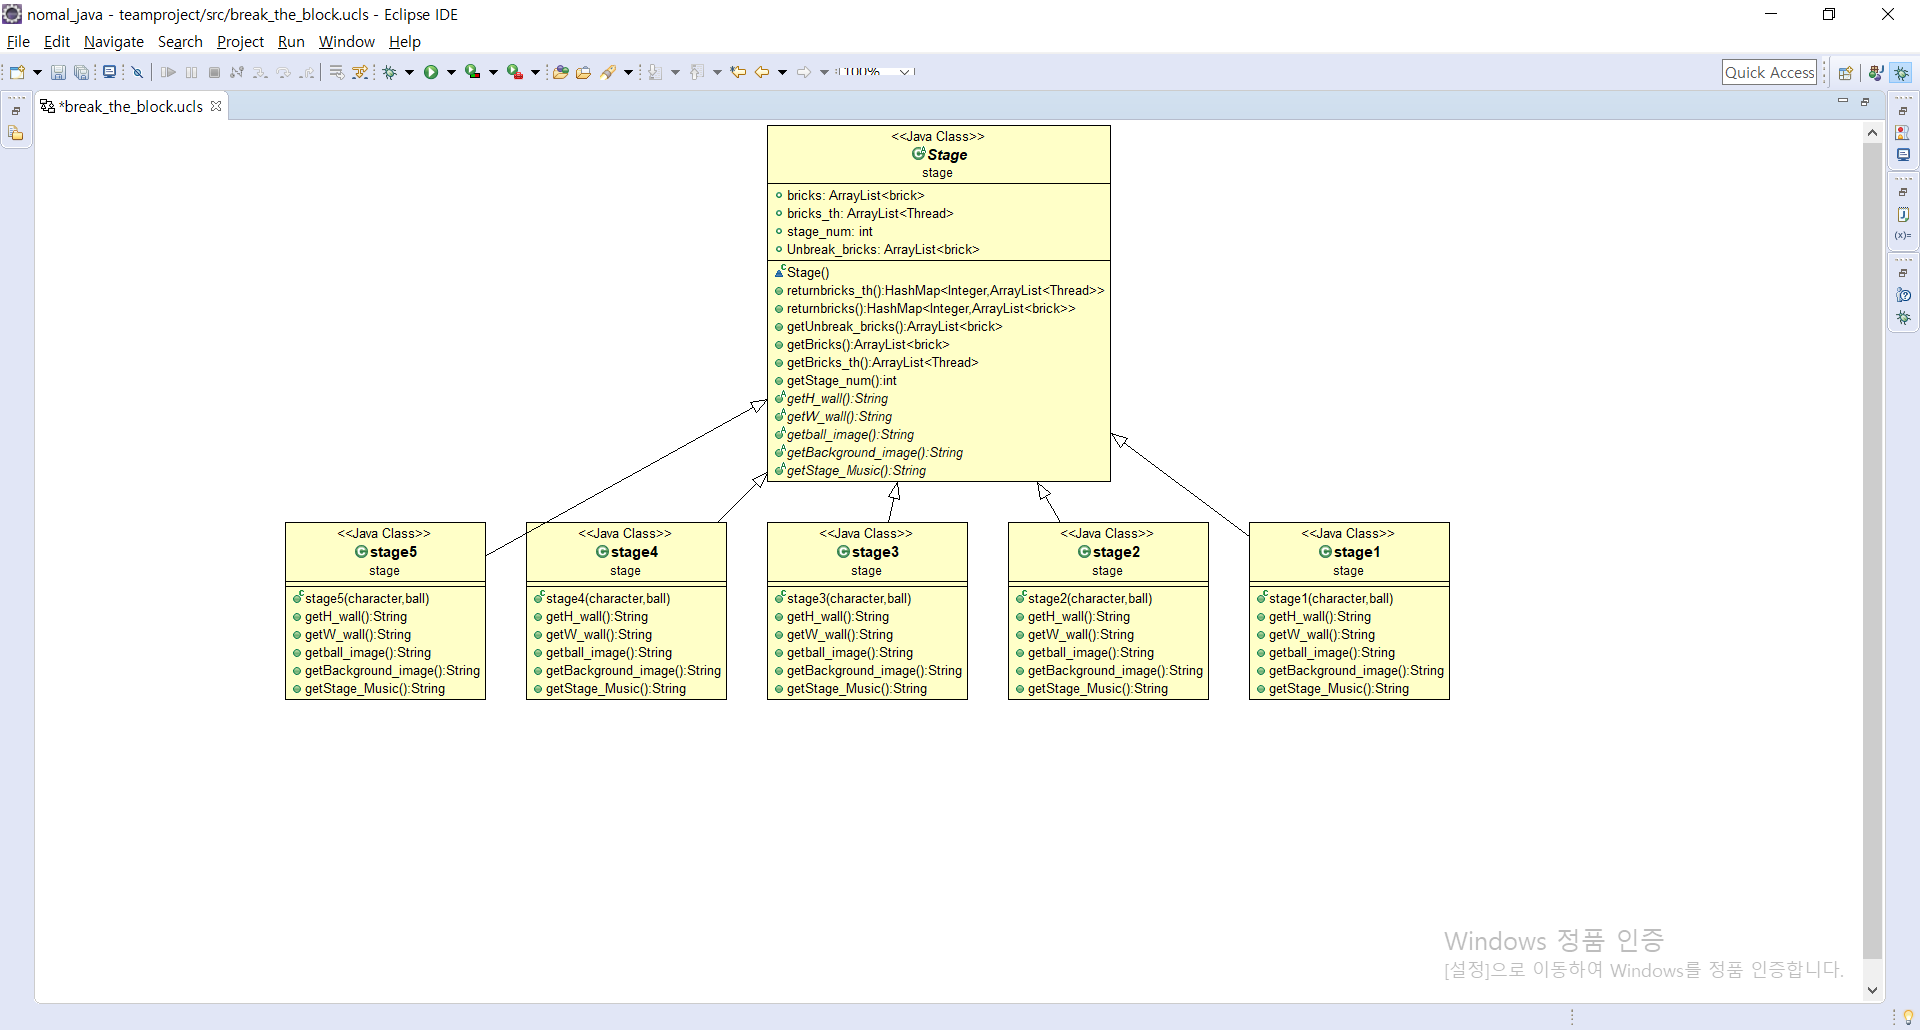 nomal_java - teamproject/src/break_the_block.ucls - Eclipse IDE
File Edit Navigate Search Project Run Window Help
100%
Quick Access
*break_the_block.ucls
<<Java Class>>
Stage
stage
bricks: ArrayList<brick>
bricks_th: ArrayList<Thread>
stage_num: int
Unbreak_bricks: ArrayList<brick>
Stage()
returnbricks_th():HashMap<Integer,ArrayList<Thread>>
returnbricks():HashMap<Integer,ArrayList<brick>>
getUnbreak_bricks():ArrayList<brick>
getBricks():ArrayList<brick>
getBricks_th():ArrayList<Thread>
getStage_num():int
getH_wall():String
getW_wall():String
getball_image():String
getBackground_image():String
getStage_Music():String
<<Java Class>>
stage5
stage
stage5(character,ball)
getH_wall():String
getW_wall():String
getball_image():String
getBackground_image():String
getStage_Music():String
<<Java Class>>
stage4
stage
stage4(character,ball)
getH_wall():String
getW_wall():String
getball_image():String
getBackground_image():String
getStage_Music():String
<<Java Class>>
stage3
stage
stage3(character,ball)
getH_wall():String
getW_wall():String
getball_image():String
getBackground_image():String
getStage_Music():String
<<Java Class>>
stage2
stage
stage2(character,ball)
getH_wall():String
getW_wall():String
getball_image():String
getBackground_image():String
getStage_Music():String
<<Java Class>>
stage1
stage
stage1(character,ball)
getH_wall():String
getW_wall():String
getball_image():String
getBackground_image():String
getStage_Music():String
(x)=
Windows 정품 인증
[설정]으로 이동하여 Windows를 정품 인증합니다.